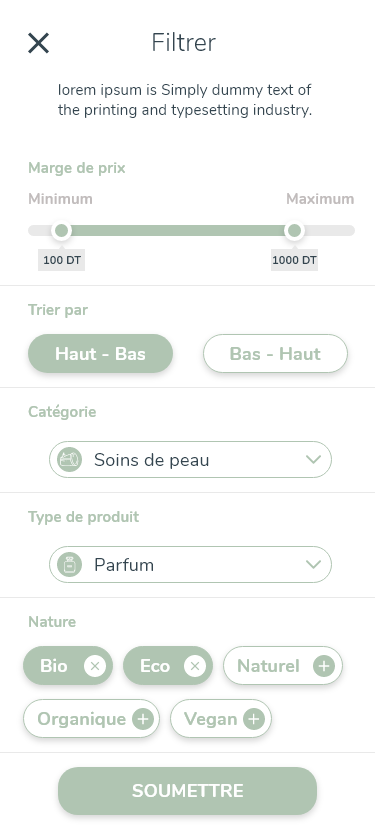 Filtrer
lorem ipsum is Simply dummy text of
the printing and typesetting industry.
Marge de prix
Minimum Maximum
100 DT 1000 DT
Trier par
Haut - Bas Bas - Haut
Catégorie
Soins de peau
Type de produit
Parfum
Nature
Bio Eco Naturel
Organique Vegan
SOUMETTRE